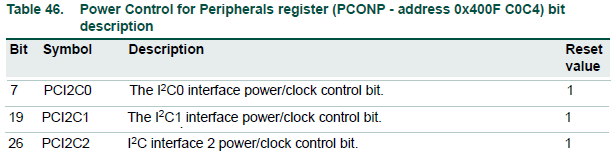 Table 46. Power Control for Peripherals register (PCONP - address 0x400F C0C4) bit
description
Bit Symbol Description Reset
value
7 PCI2C0 The I²C0 interface power/clock control bit. 1
19 PCI2C1 The I²C1 interface power/clock control bit. 1
26 PCI2C2 I²C interface 2 power/clock control bit. 1